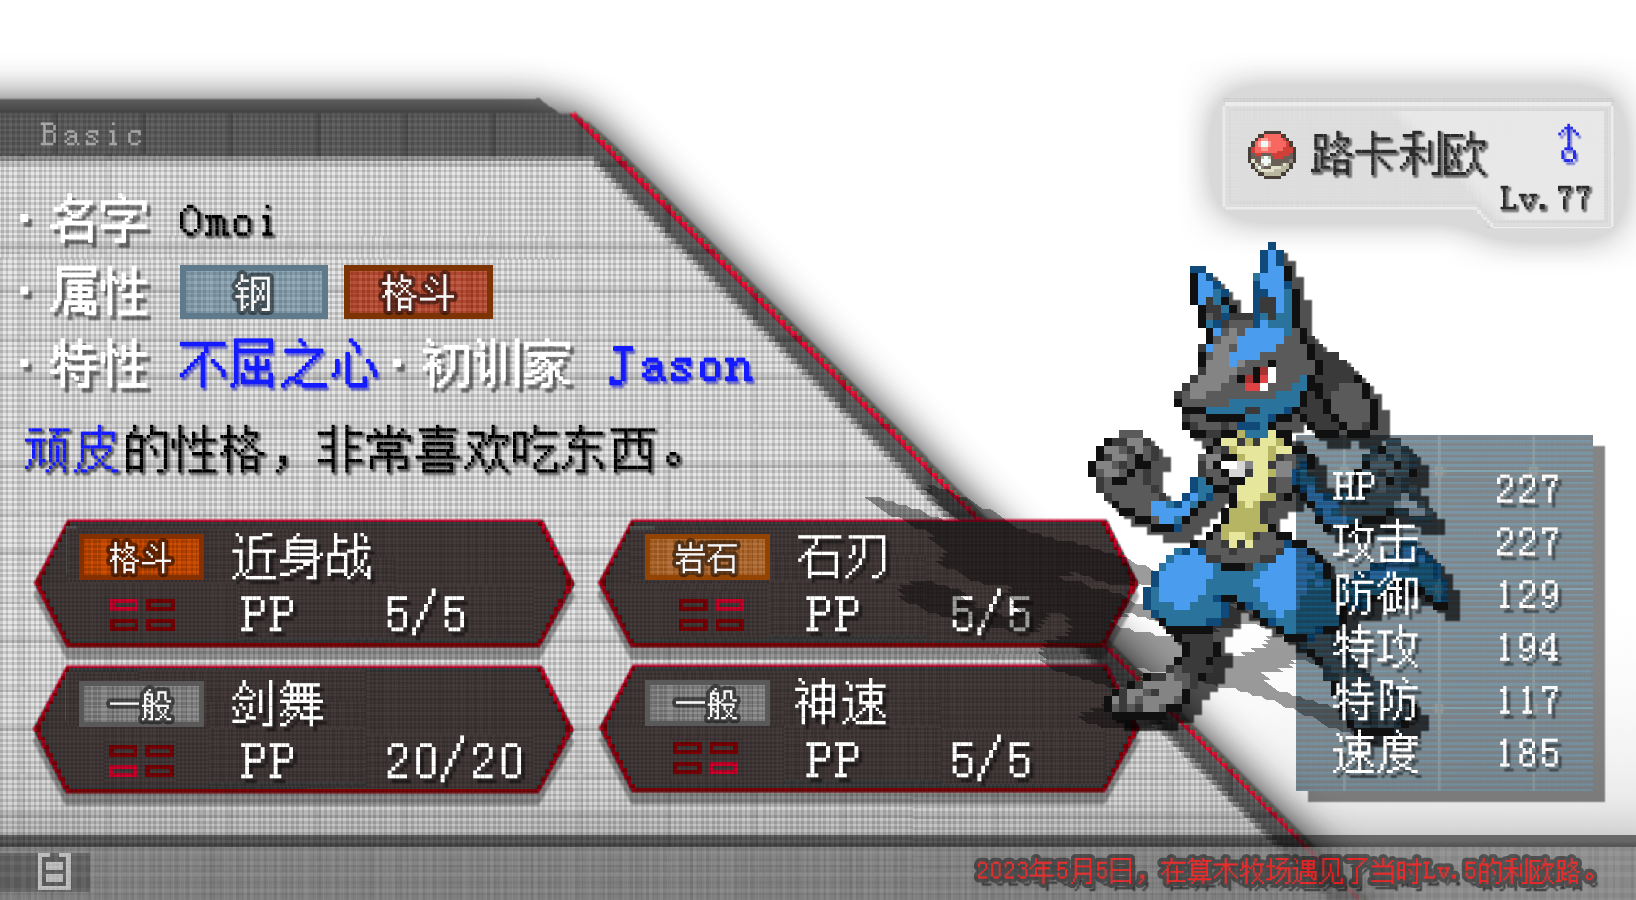 Basic
路卡利欧 ♂
Lv.77
·名字 Omoi
·属性 钢 格斗
·特性 不屈之心·初训家 Jason
顽皮的性格，非常喜欢吃东西。
格斗 近身战
PP 5/5
岩石 石刃
PP 5/5
一般 剑舞
PP 20/20
一般 神速
PP 5/5
HP 227
攻击 227
防御 129
特攻 194
特防 117
速度 185
2023年5月5日，在算木牧场遇见了当时Lv.5的利欧路。